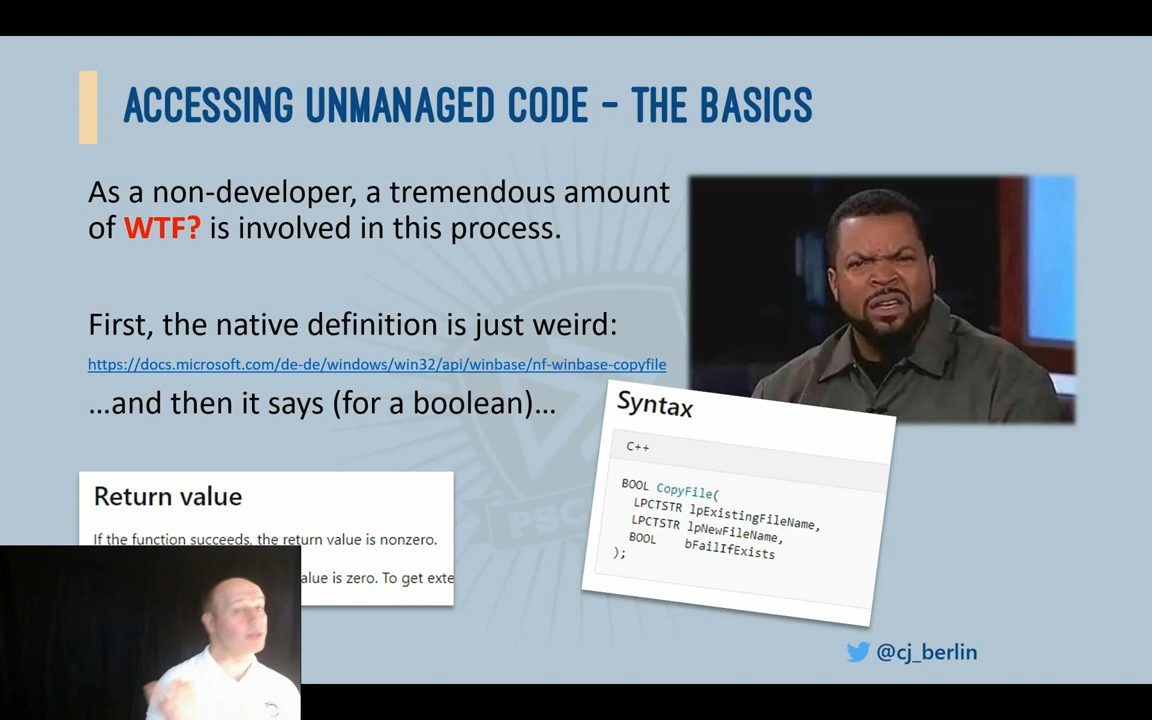 ACCESSING UNMANAGED CODE – THE BASICS
As a non-developer, a tremendous amount
of WTF? is involved in this process.
First, the native definition is just weird:
https://docs.microsoft.com/de-de/windows/win32/api/winbase/nf-winbase-copyfile
...and then it says (for a boolean)...
Return value
If the function succeeds, the return value is nonzero.
alue is zero. To get exte
Syntax
C++
BOOL CopyFile(
LPCTSTR lpExistingFileName,
LPCTSTR lpNewFileName,
BOOL bFailIfExists
);
PSC
@cj_berlin